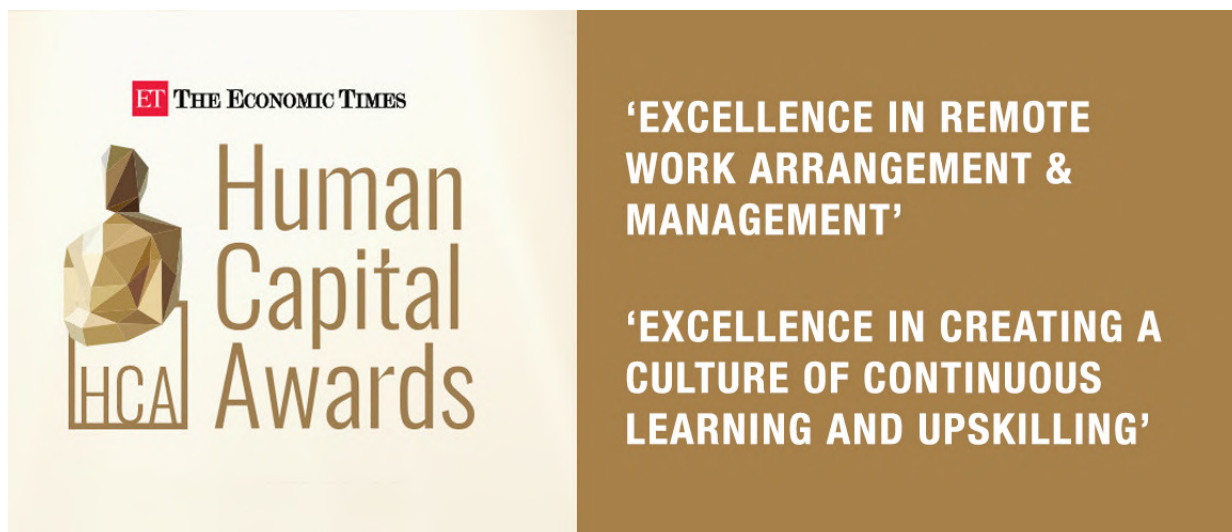 ET THE ECONOMIC TIMES
Human
Capital
Awards
HCA
‘EXCELLENCE IN REMOTE
WORK ARRANGEMENT &
MANAGEMENT’
‘EXCELLENCE IN CREATING A
CULTURE OF CONTINUOUS
LEARNING AND UPSKILLING’